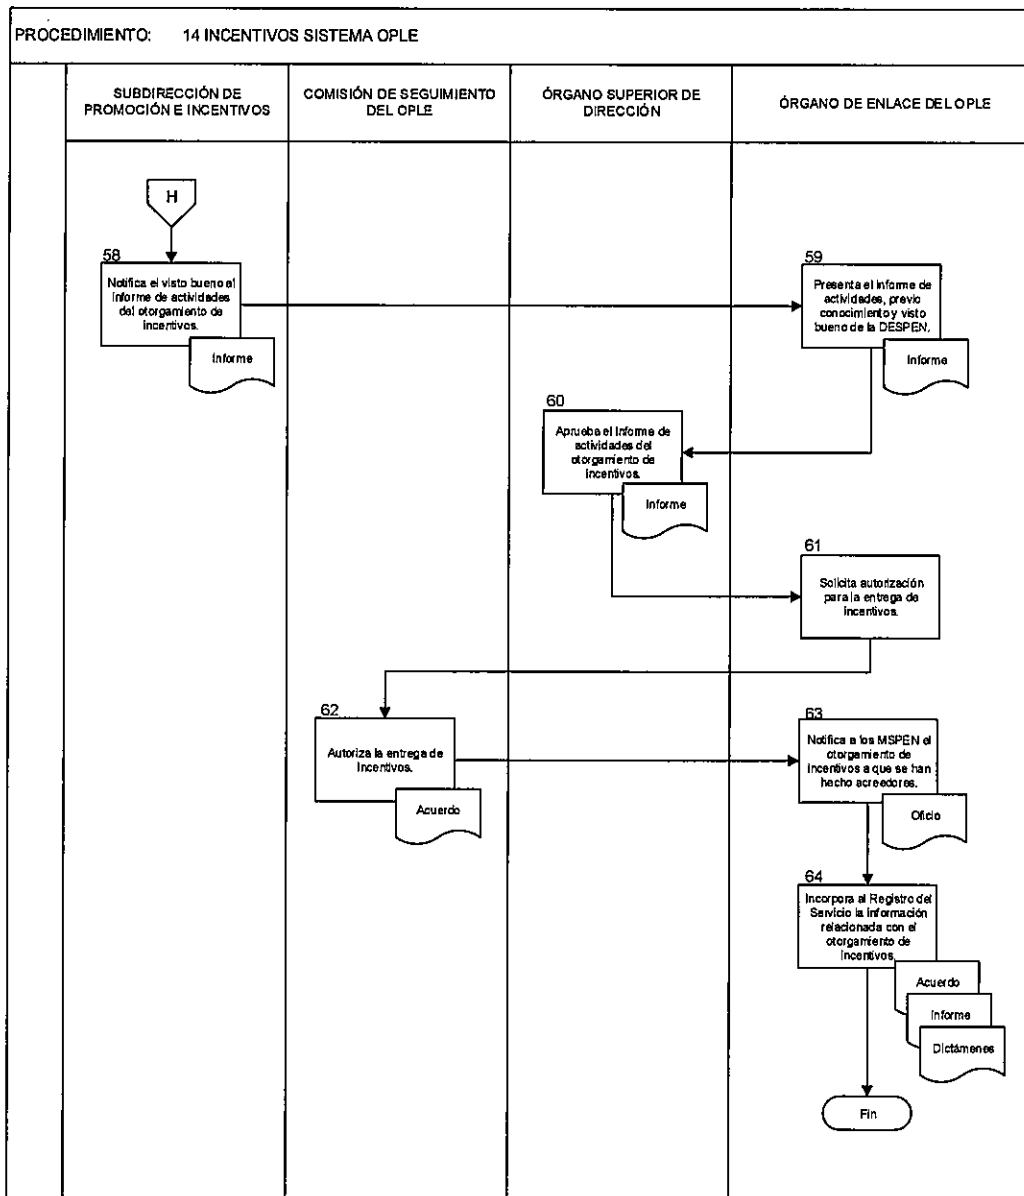 PROCEDIMIENTO: 14 INCENTIVOS SISTEMA OPLE
SUBDIRECCIÓN DE
PROMOCIÓN E INCENTIVOS
COMISIÓN DE SEGUIMIENTO
DEL OPLE
ÓRGANO SUPERIOR DE
DIRECCIÓN
ÓRGANO DE ENLACE DEL OPLE
H
58
Notifica el visto bueno al
informe de actividades
del otorgamiento de
incentivos.
Informe
59
Presenta el informe de
actividades, previo
conocimiento y visto
bueno de la DESPEN.
Informe
60
Aprueba el informe de
actividades del
otorgamiento de
incentivos.
Informe
61
Solicita autorización
para la entrega de
incentivos.
62
Autoriza la entrega de
incentivos.
Acuerdo
63
Notifica a los MSPEN el
otorgamiento de
incentivos a que se han
hecho acreedores.
Oficio
64
Incorpora al Registro del
Servicio la información
relacionada con el
otorgamiento de
incentivos.
Acuerdo
Informe
Dictámenes
Fin